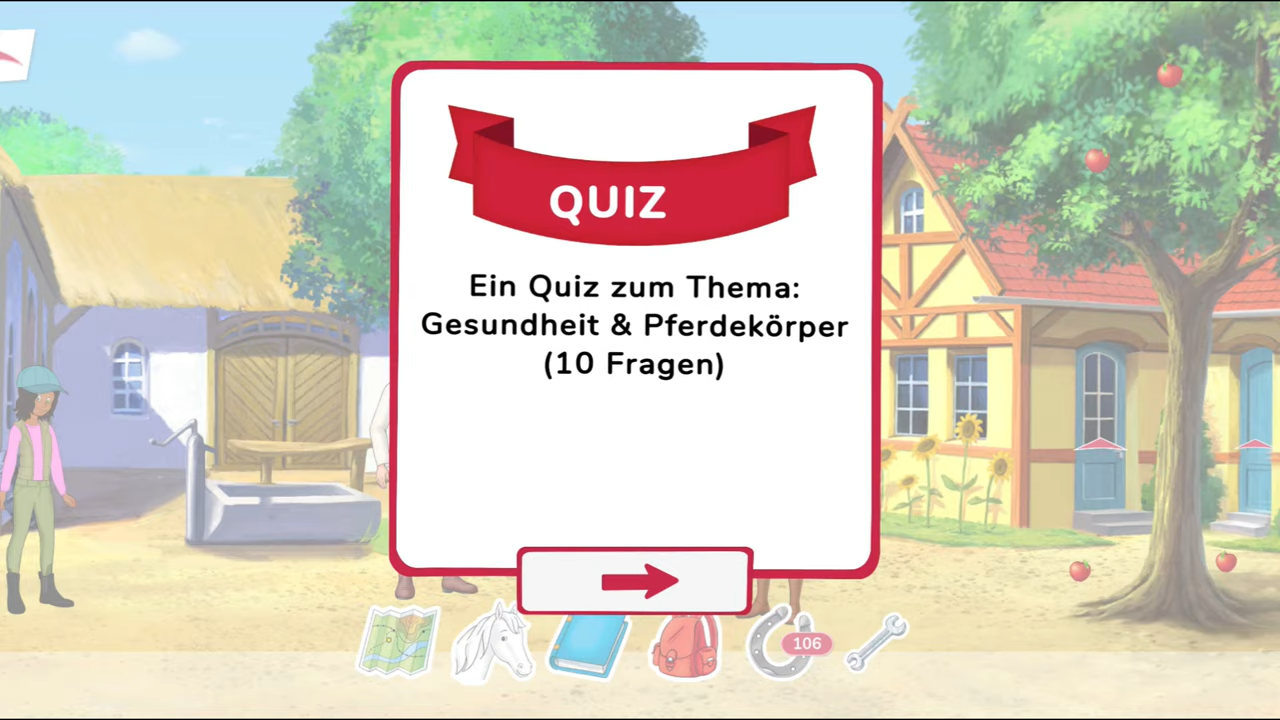 QUIZ
Ein Quiz zum Thema:
Gesundheit & Pferdekörper
(10 Fragen)
106